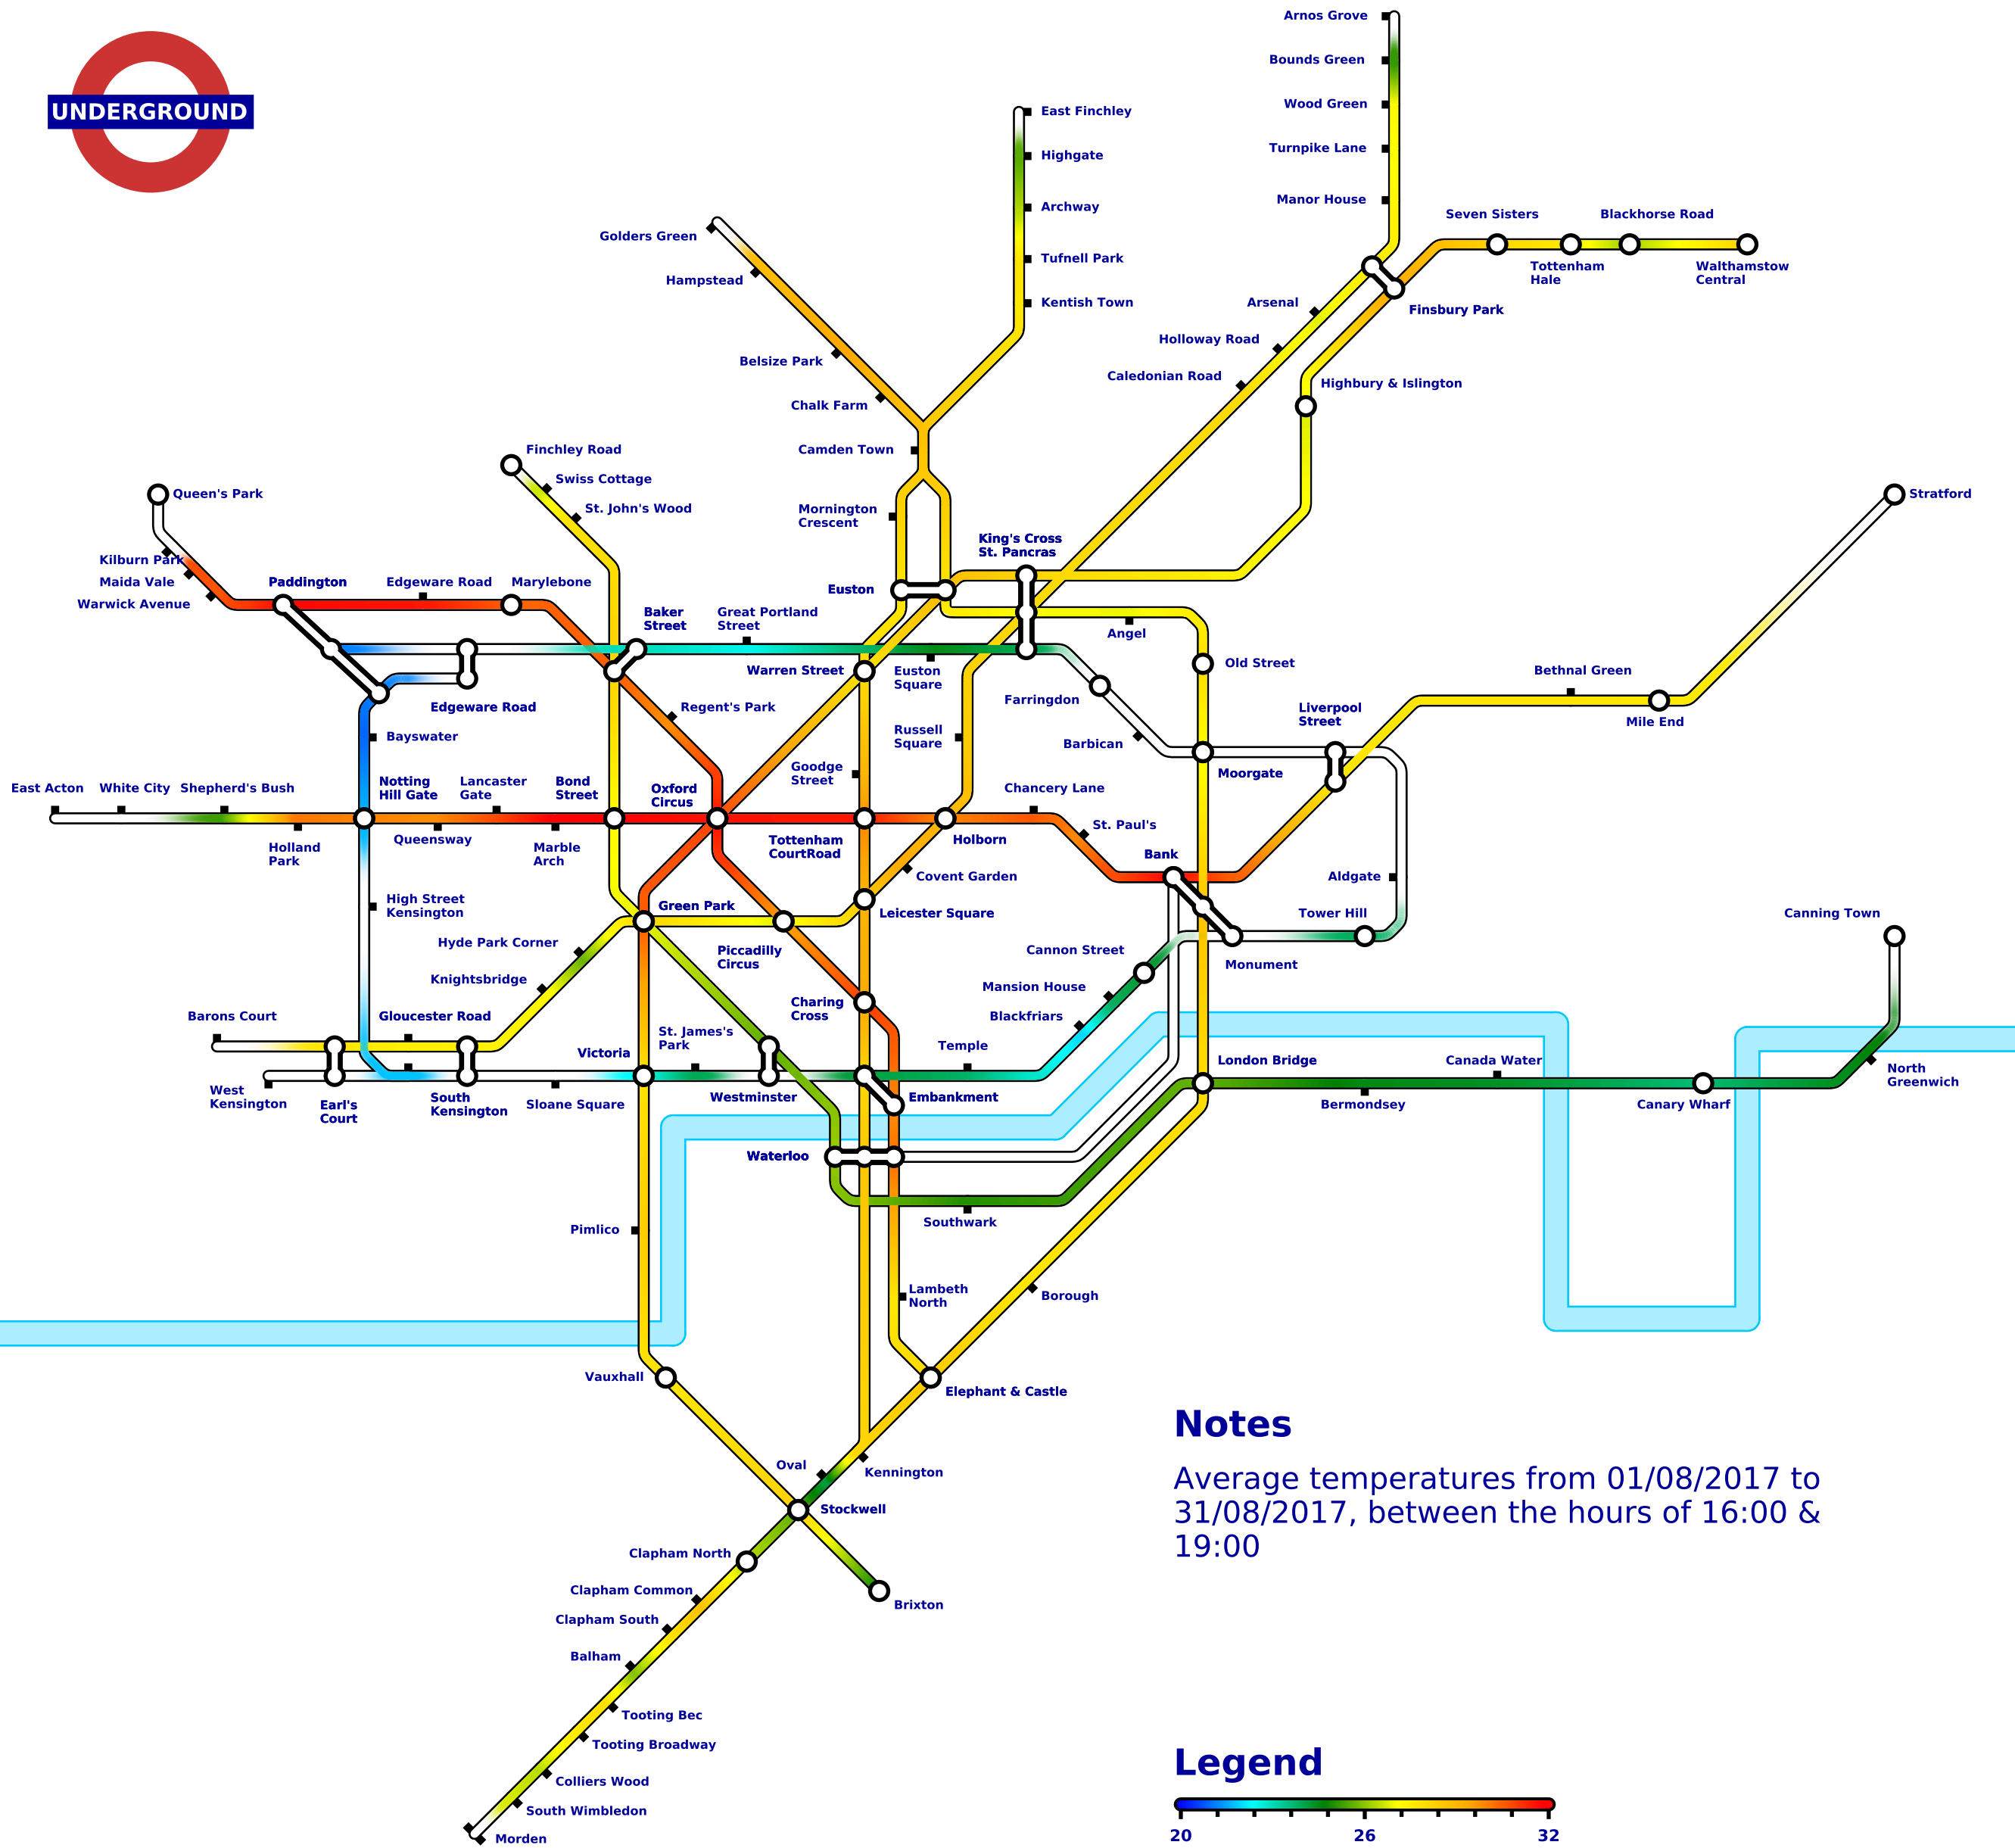 UNDERGROUND
Arnos Grove
Bounds Green
Wood Green
Turnpike Lane
Manor House
East Finchley
Highgate
Archway
Tufnell Park
Kentish Town
Golders Green
Hampstead
Belsize Park
Chalk Farm
Camden Town
Seven Sisters
Blackhorse Road
Tottenham
Hale
Walthamstow
Central
Finsbury Park
Arsenal
Holloway Road
Caledonian Road
Highbury & Islington
Finchley Road
Swiss Cottage
St. John's Wood
Queen's Park
Kilburn Park
Maida Vale
Warwick Avenue
Paddington
Edgeware Road
Marylebone
Mornington
Crescent
King's Cross
St. Pancras
Euston
Stratford
Baker
Street
Great Portland
Street
Angel
Warren Street
Euston
Square
Old Street
Farringdon
Barbican
Bethnal Green
Mile End
Liverpool
Street
Moorgate
Edgeware Road
Bayswater
Regent's Park
Russell
Square
Goodge
Street
East Acton
White City
Shepherd's Bush
Notting
Hill Gate
Lancaster
Gate
Bond
Street
Oxford
Circus
Chancery Lane
St. Paul's
Holland
Park
Queensway
Marble
Arch
Tottenham
CourtRoad
Holborn
Bank
Covent Garden
Aldgate
High Street
Kensington
Green Park
Leicester Square
Tower Hill
Canning Town
Hyde Park Corner
Piccadilly
Circus
Cannon Street
Monument
Knightsbridge
Mansion House
Charing
Cross
Blackfriars
Barons Court
Gloucester Road
St. James's
Park
Victoria
Temple
London Bridge
Canada Water
North
Greenwich
West
Kensington
Earl's
Court
South
Kensington
Sloane Square
Westminster
Embankment
Bermondsey
Canary Wharf
Waterloo
Southwark
Pimlico
Lambeth
North
Borough
Vauxhall
Elephant & Castle
Oval
Kennington
Stockwell
Clapham North
Brixton
Clapham Common
Clapham South
Balham
Tooting Bec
Tooting Broadway
Colliers Wood
South Wimbledon
Morden
Notes
Average temperatures from 01/08/2017 to
31/08/2017, between the hours of 16:00 &
19:00
Legend
20
26
32